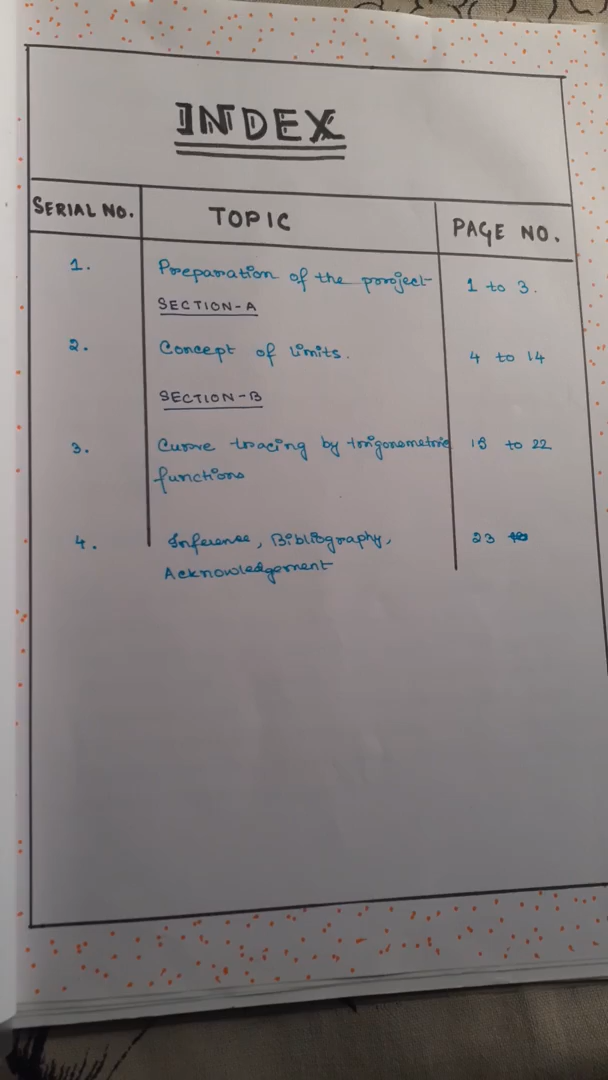 INDEX
SERIAL NO. TOPIC PAGE NO.
1. Preparation of the project 1 to 3.
SECTION-A
2. Concept of limits. 4 to 14
SECTION-B
3. Curve tracing by trigonometric to 22
functions
4. Inference, Bibliography, 23
Acknowledgement